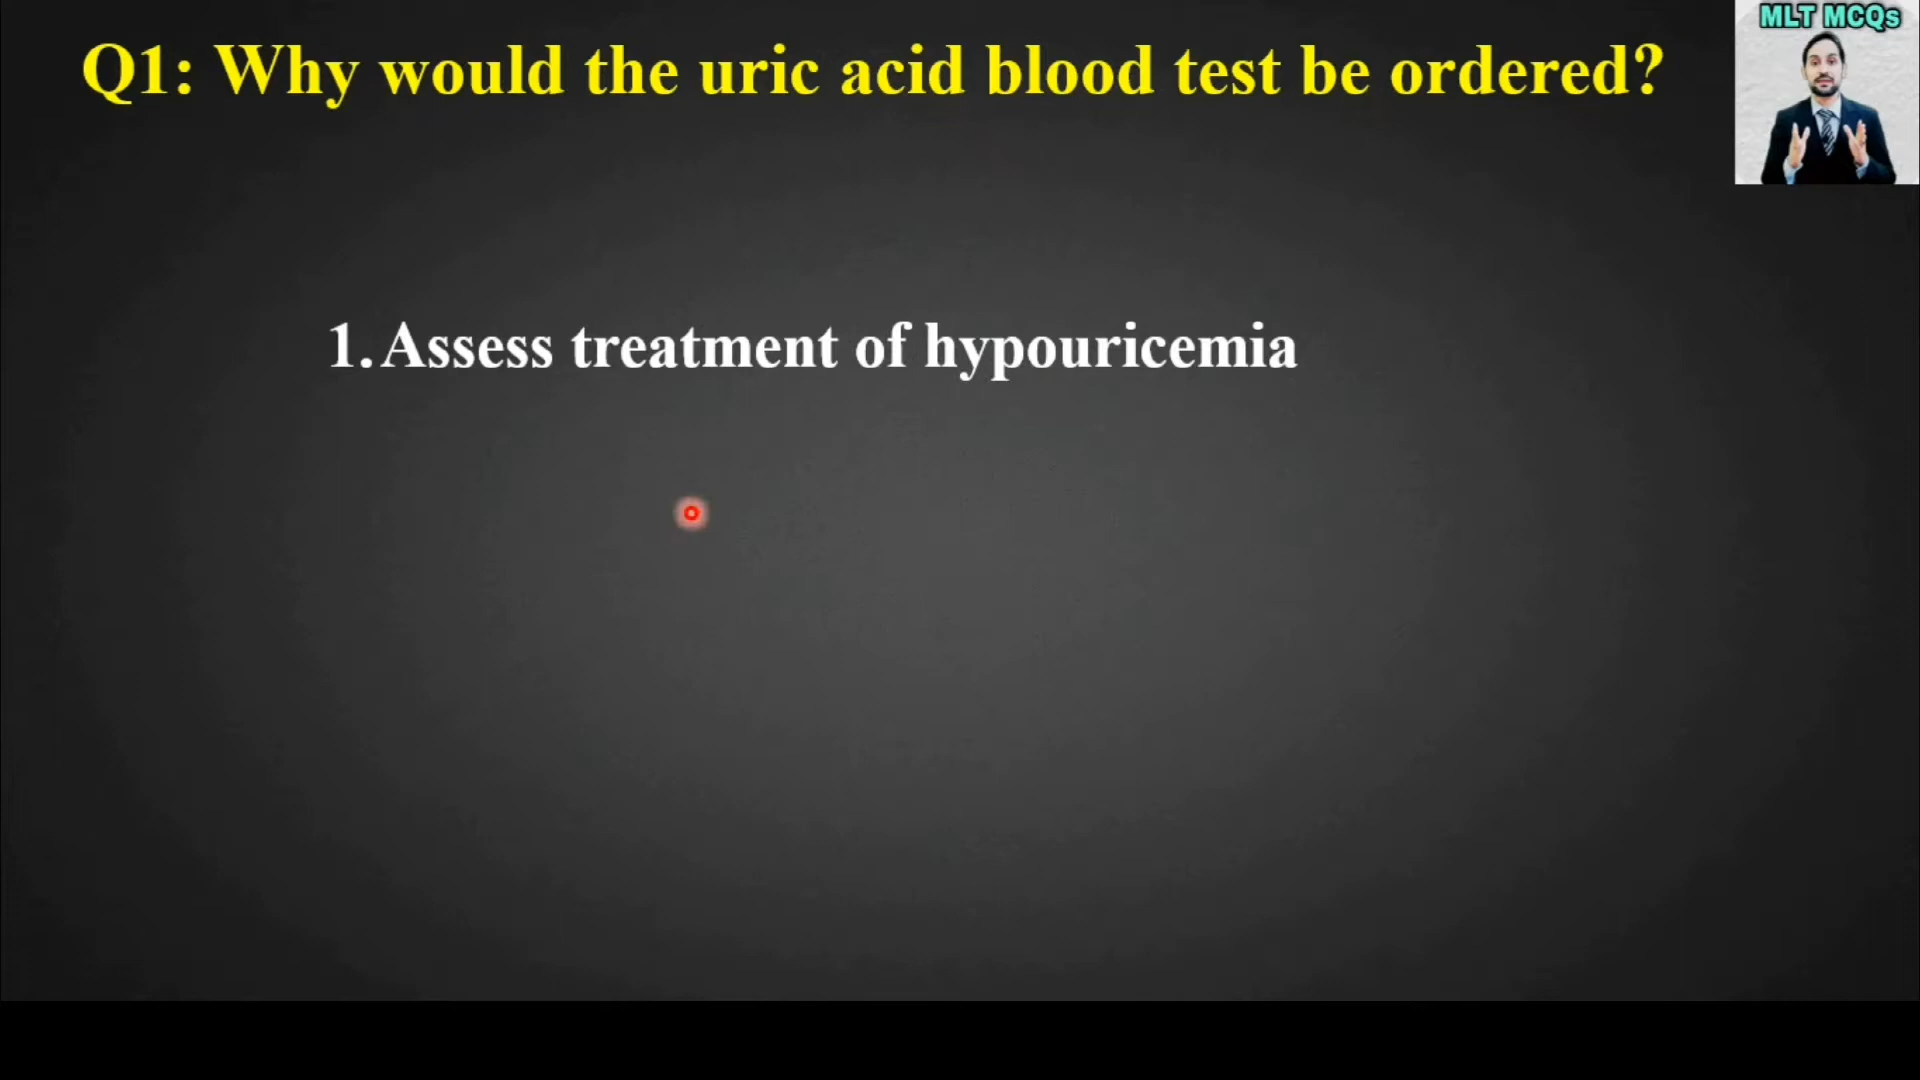 MLT MCQs
Q1: Why would the uric acid blood test be ordered?
1. Assess treatment of hypouricemia